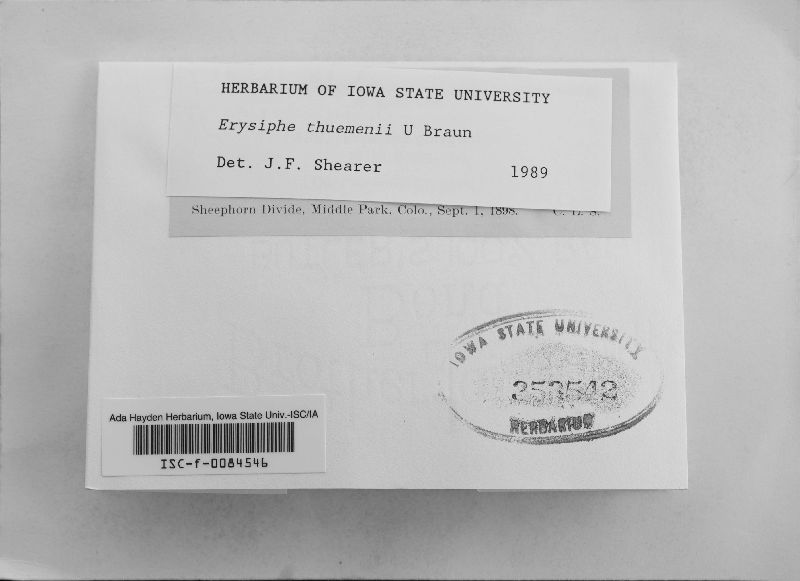 HERBARIUM OF IOWA STATE UNIVERSITY
Erysiphe thuemenii U Braun
Det. J.F. Shearer 1989
Sheephorn Divide, Middle Park, Colo., Sept. 1, 1898. C. L. S.
IOWA STATE UNIVERSITY
353542
HERBARIUM
Ada Hayden Herbarium, Iowa State Univ.-ISC/IA
ISC-f-0084546